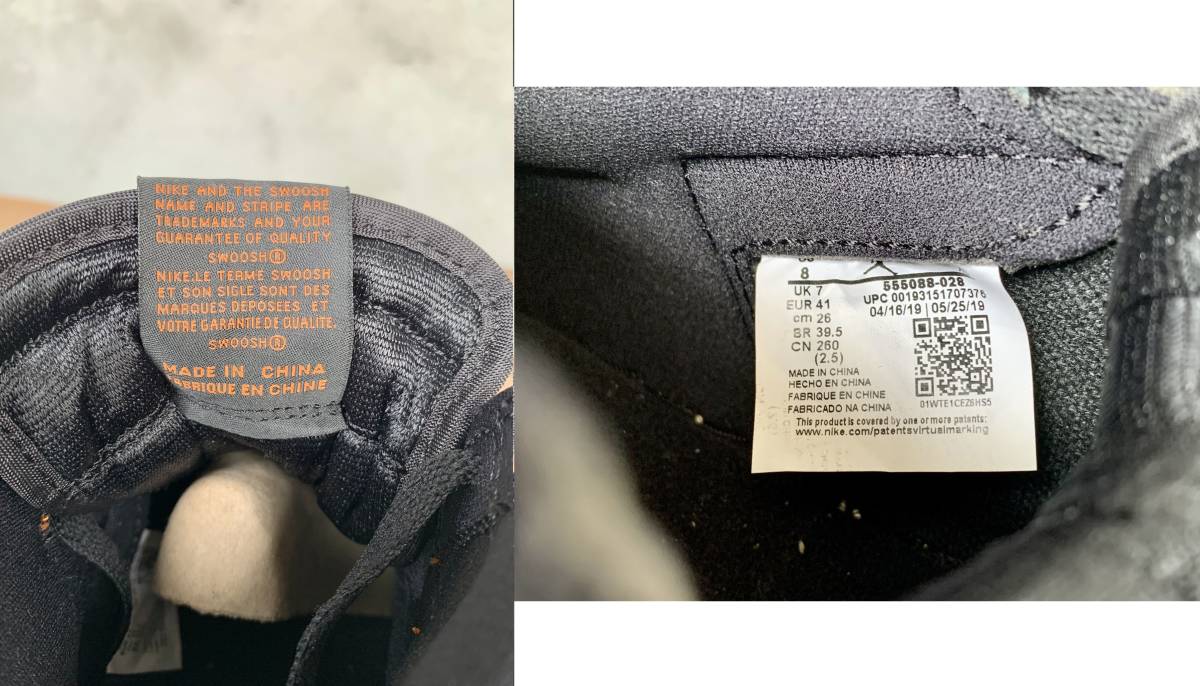 NIKE AND THE SWOOSH
NAME AND STRIPE ARE
TRADEMARKS AND YOUR
GUARANTEE OF QUALITY
SWOOSH®
NIKE.LE TERME SWOOSH
ET SON SIGLE SONT DES
MARQUES DEPOSEES ET
VOTRE GARANTIE DE QUALITE.
SWOOSH®
MADE IN CHINA
FABRIQUE EN CHINE
8
UK 7
EUR 41
cm 26
BR 39.5
CN 260
(2.5)
555088-028
UPC 00193151707376
04/16/19 | 05/25/19
01WTE1CEZ6HS5
MADE IN CHINA
HECHO EN CHINA
FABRIQUE EN CHINE
FABRICADO NA CHINA
This product is covered by one or more patents:
www.nike.com/patentsvirtualmarking